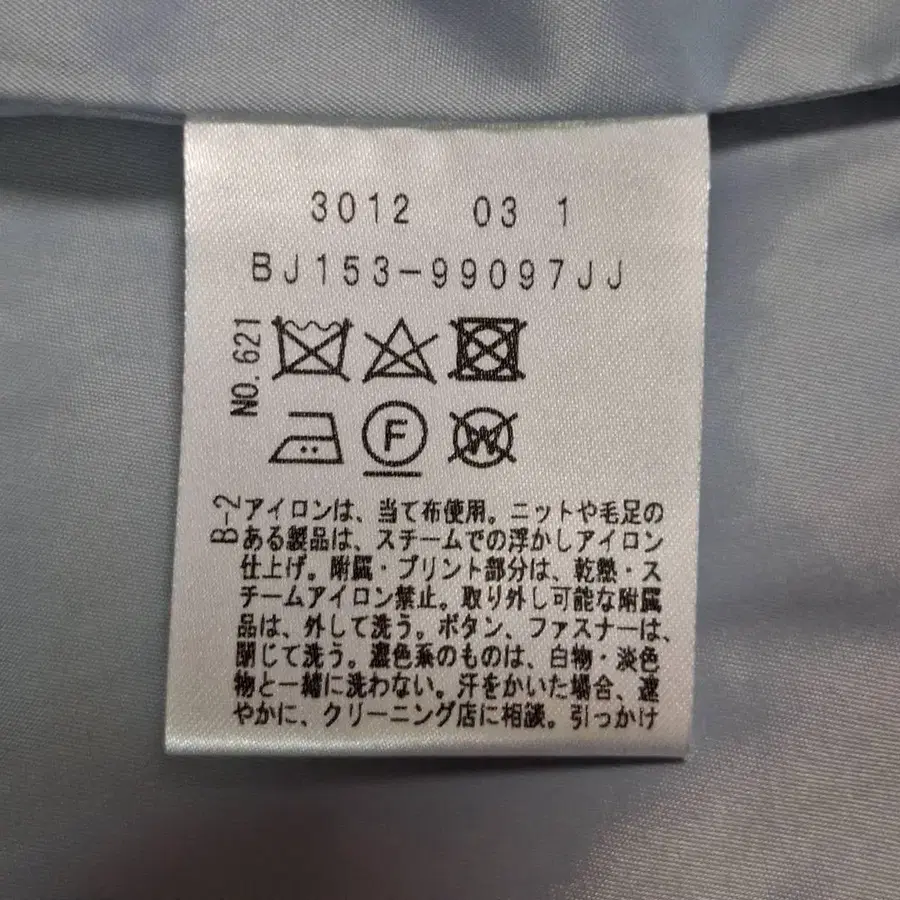 3012 03 1
BJ153-99097JJ
NO.621
F
W
B-2
アイロンは、当て布使用。ニットや毛足の
ある製品は、スチームでの浮かしアイロン
仕上げ。附属・プリント部分は、乾熱・ス
チームアイロン禁止。取り外し可能な附属
品は、外して洗う。ボタン、ファスナーは、
閉じて洗う。濃色系のものは、白物・淡色
物と一緒に洗わない。汗をかいた場合、速
やかに、クリーニング店に相談。引っかけ